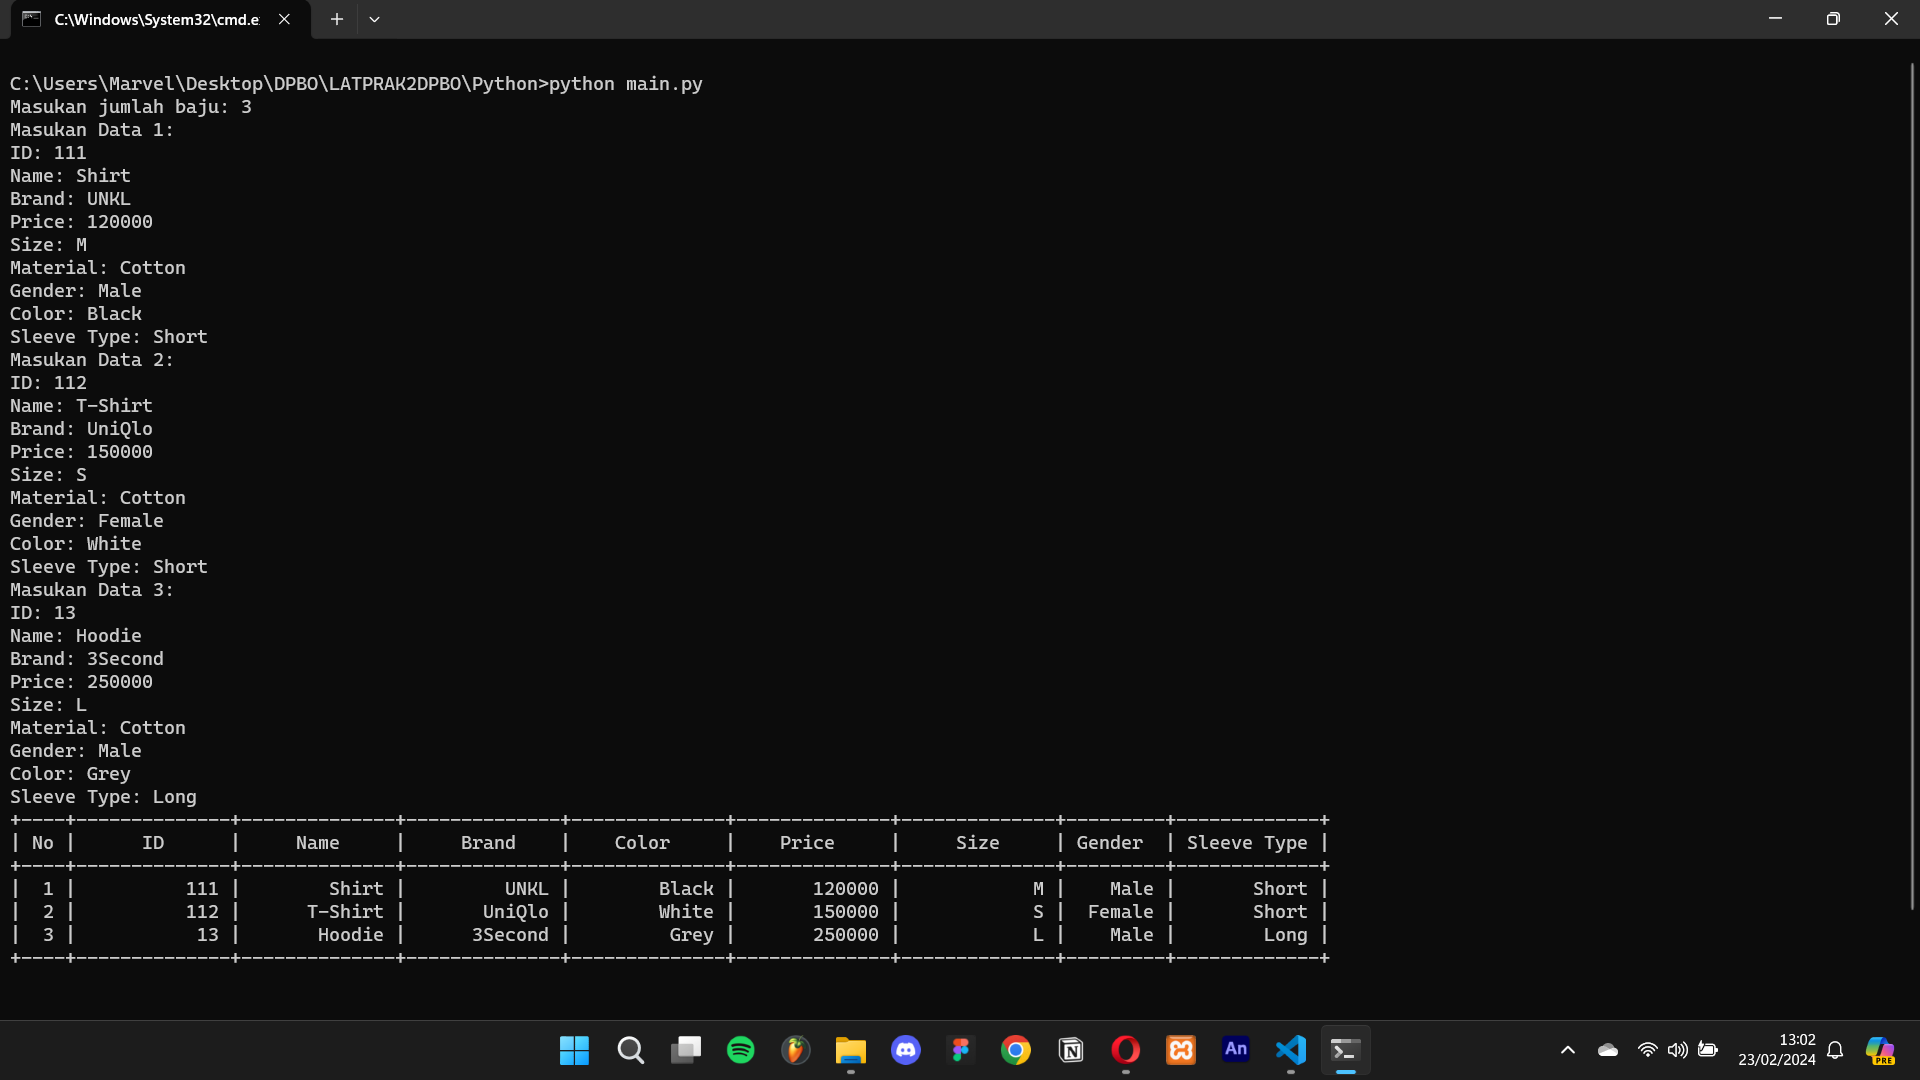 C:\Windows\System32\cmd.e
C:\Users\Marvel\Desktop\DPBO\LATPRAK2DPBO\Python>python main.py
Masukan jumlah baju: 3
Masukan Data 1:
ID: 111
Name: Shirt
Brand: UNKL
Price: 120000
Size: M
Material: Cotton
Gender: Male
Color: Black
Sleeve Type: Short
Masukan Data 2:
ID: 112
Name: T-Shirt
Brand: UniQlo
Price: 150000
Size: S
Material: Cotton
Gender: Female
Color: White
Sleeve Type: Short
Masukan Data 3:
ID: 13
Name: Hoodie
Brand: 3Second
Price: 250000
Size: L
Material: Cotton
Gender: Male
Color: Grey
Sleeve Type: Long
+----+--------------+--------------+--------------+--------------+--------------+--------------+---------+-------------+
| No |      ID      |     Name     |     Brand    |    Color     |    Price     |     Size     | Gender  | Sleeve Type |
+----+--------------+--------------+--------------+--------------+--------------+--------------+---------+-------------+
|  1 |          111 |        Shirt |         UNKL |        Black |       120000 |            M |    Male |       Short |
|  2 |          112 |      T-Shirt |       UniQlo |        White |       150000 |            S |  Female |       Short |
|  3 |           13 |       Hoodie |      3Second |         Grey |       250000 |            L |    Male |        Long |
+----+--------------+--------------+--------------+--------------+--------------+--------------+---------+-------------+
An
13:02
23/02/2024
PRE